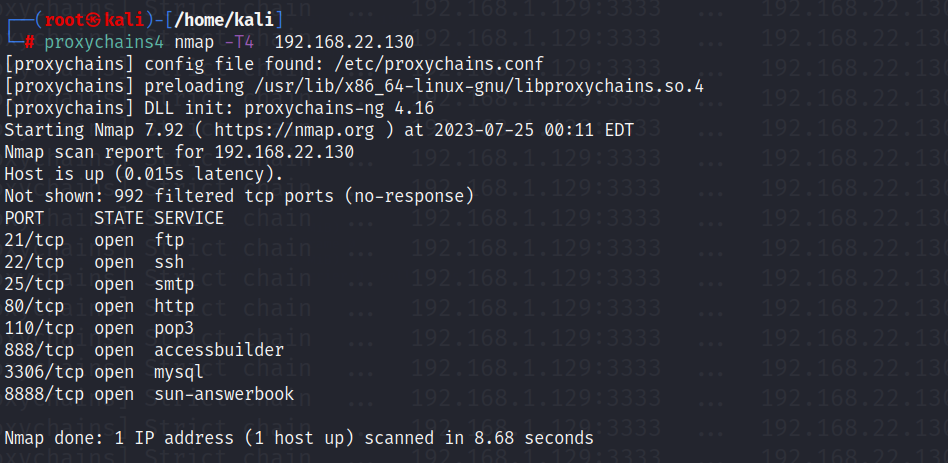 ┌──(root㉿kali)-[/home/kali]
└─# proxychains4 nmap -T4  192.168.22.130
[proxychains] config file found: /etc/proxychains.conf
[proxychains] preloading /usr/lib/x86_64-linux-gnu/libproxychains.so.4
[proxychains] DLL init: proxychains-ng 4.16
Starting Nmap 7.92 ( https://nmap.org ) at 2023-07-25 00:11 EDT
Nmap scan report for 192.168.22.130
Host is up (0.015s latency).
Not shown: 992 filtered tcp ports (no-response)
PORT     STATE SERVICE
21/tcp   open  ftp
22/tcp   open  ssh
25/tcp   open  smtp
80/tcp   open  http
110/tcp  open  pop3
888/tcp  open  accessbuilder
3306/tcp open  mysql
8888/tcp open  sun-answerbook
Nmap done: 1 IP address (1 host up) scanned in 8.68 seconds